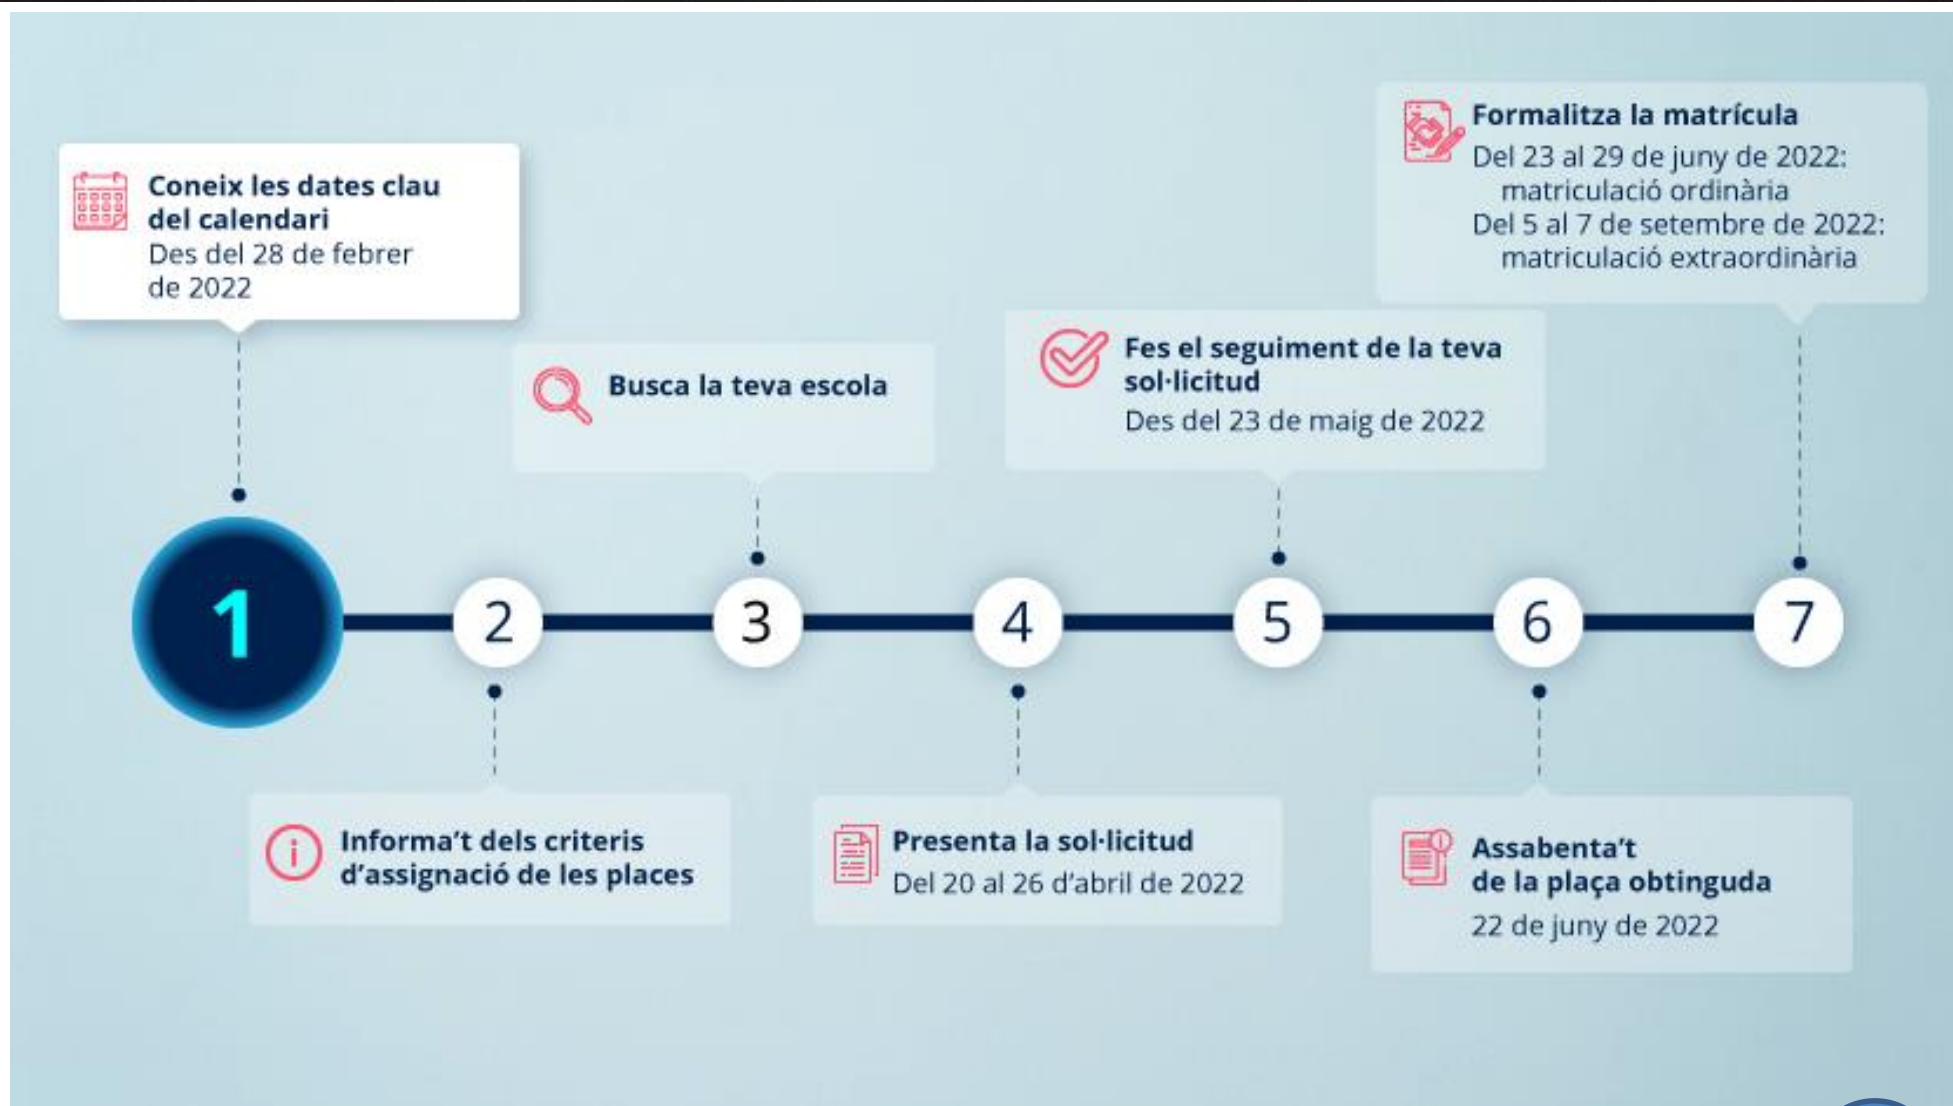 Coneix les dates clau
del calendari
Des del 28 de febrer
de 2022
Busca la teva escola
Fes el seguiment de la teva
sol·licitud
Des del 23 de maig de 2022
Formalitza la matrícula
Del 23 al 29 de juny de 2022:
matriculació ordinària
Del 5 al 7 de setembre de 2022:
matriculació extraordinària
1
2
3
4
5
6
7
Informa’t dels criteris
d’assignació de les places
Presenta la sol·licitud
Del 20 al 26 d’abril de 2022
Assabenta’t
de la plaça obtinguda
22 de juny de 2022